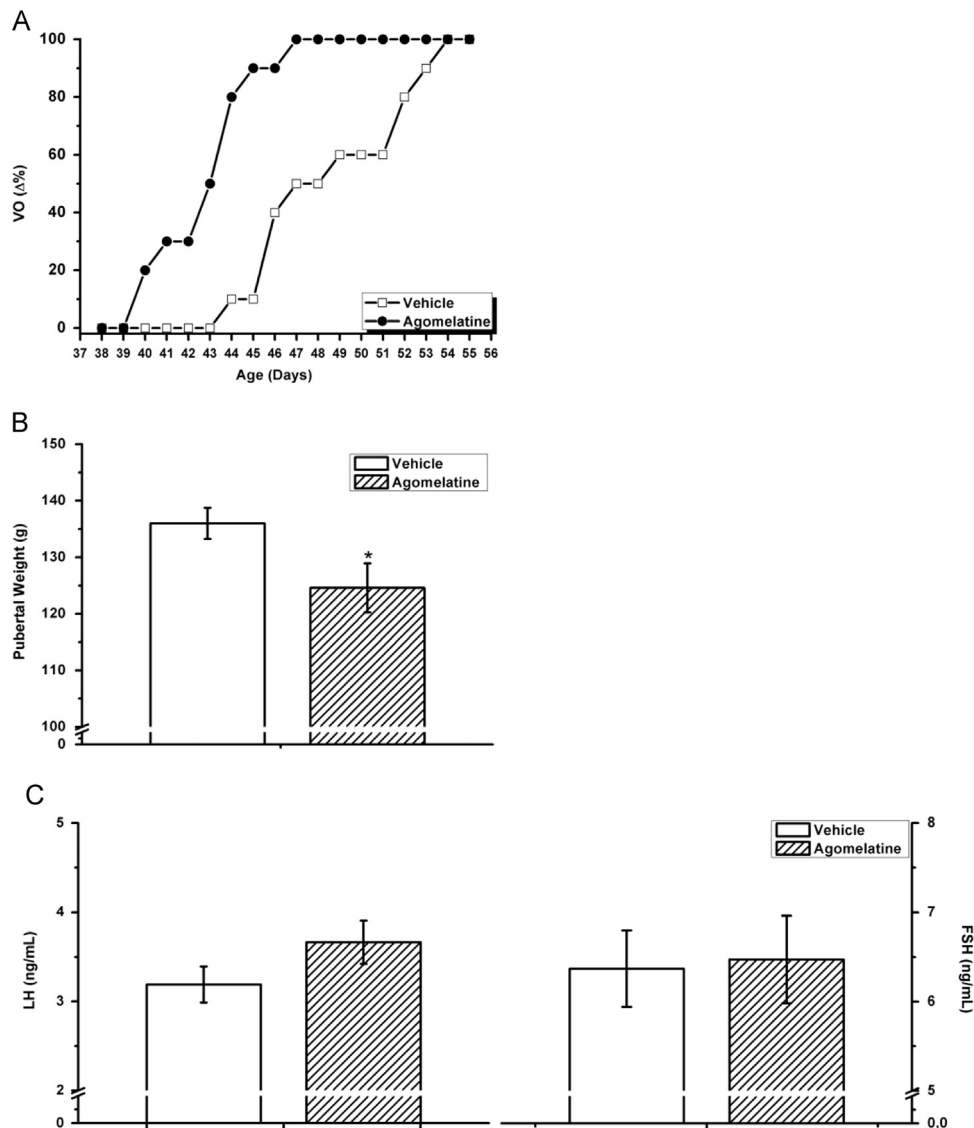 A
100
80
60
40
20
0
VO (Δ%)
Vehicle
Agomelatine
37 38 39 40 41 42 43 44 45 46 47 48 49 50 51 52 53 54 55 56
Age (Days)
B
150
140
130
120
110
100
0
Pubertal Weight (g)
Vehicle
Agomelatine
*
C
5
4
3
2
0
LH (ng/mL)
Vehicle
Agomelatine
8
7
6
5
0.0
FSH (ng/mL)